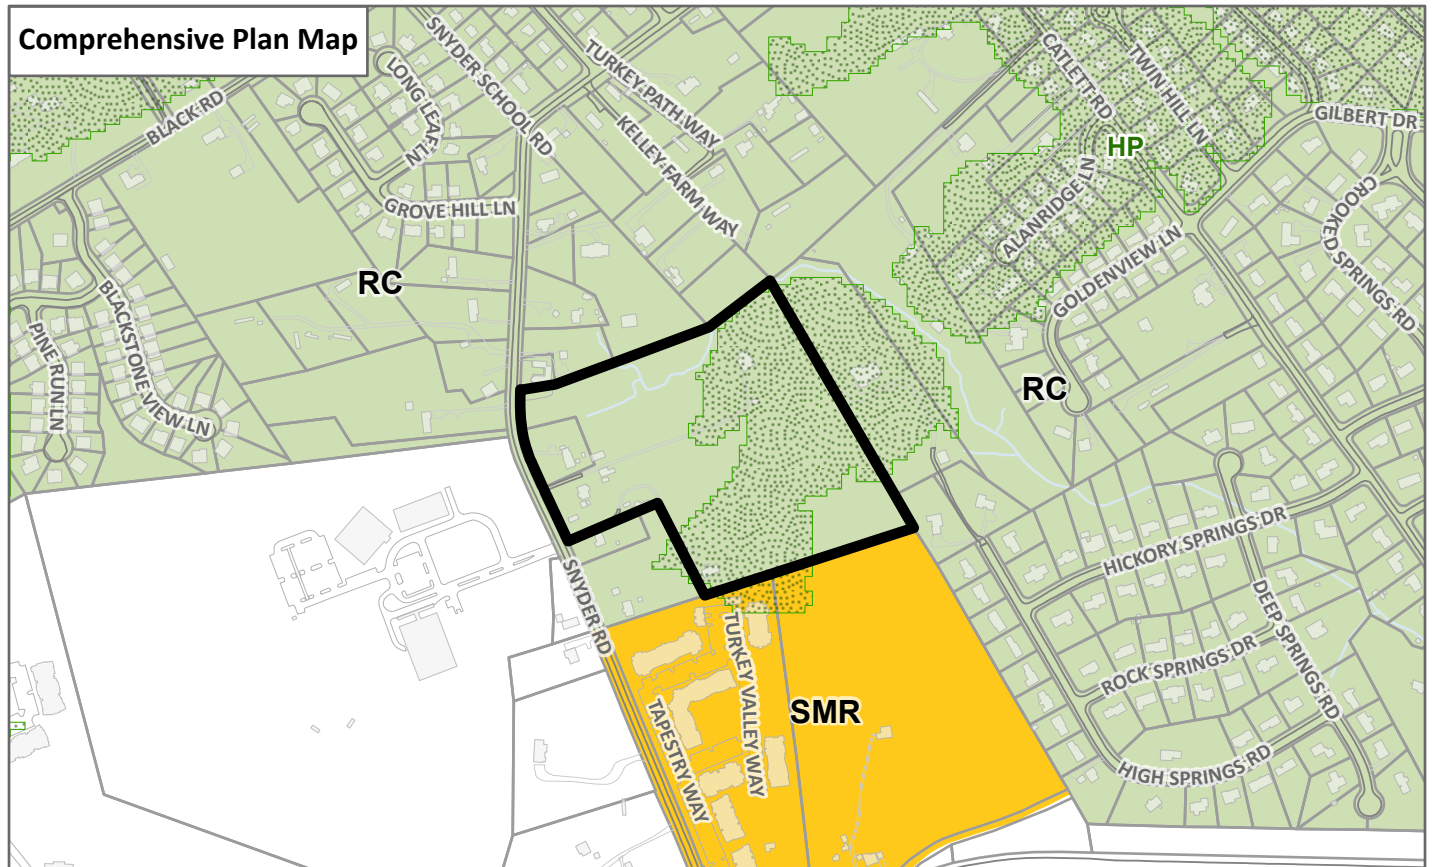 Comprehensive Plan Map
SNYDER SCHOOL RD
TURKEY PATH WAY
CATLETT RD
TWIN HILL LN
LONG LEAF LN
BLACK RD
GILBERT DR
KELLEY FARM WAY
HP
ALANRIDGE LN
CROOKED SPRINGS RD
GROVE HILL LN
GOLDENVIEW LN
RC
BLACKSTONE VIEW LN
PINE RUN LN
RC
HICKORY SPRINGS DR
SNYDER RD
DEEP SPRINGS RD
TURKEY VALLEY WAY
ROCK SPRINGS DR
TAPESTRY WAY
SMR
HIGH SPRINGS RD